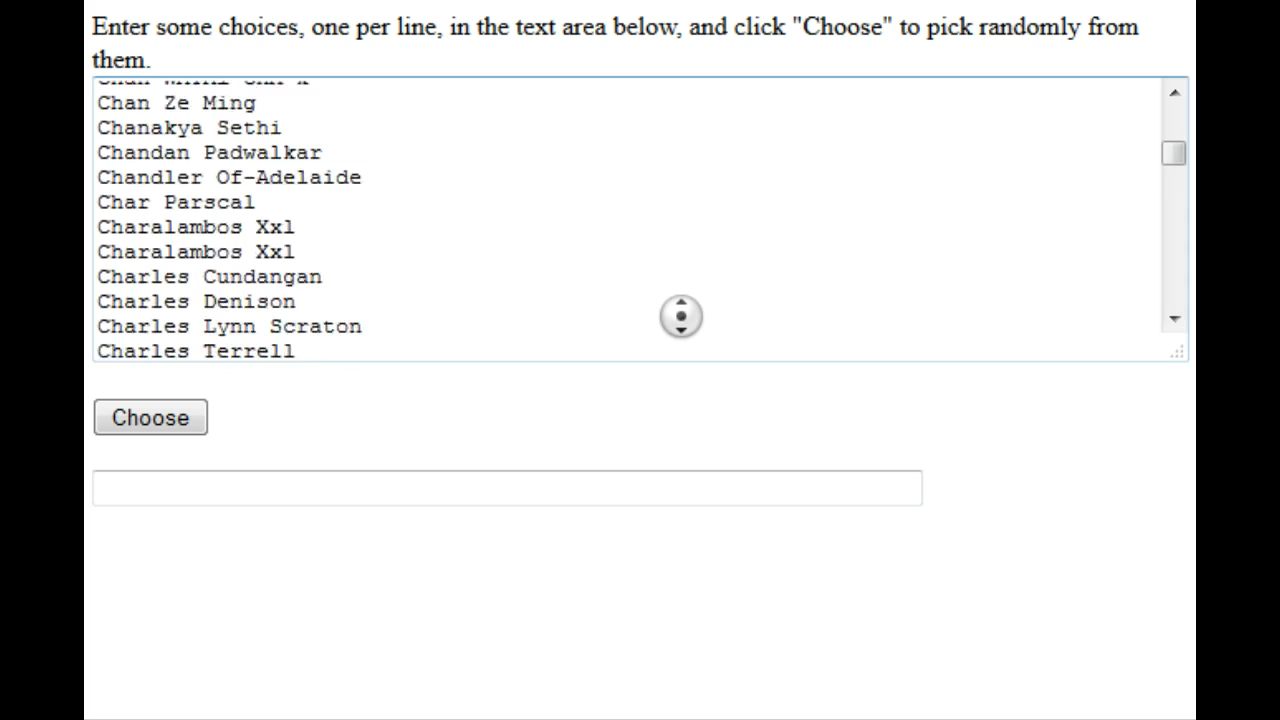 Enter some choices, one per line, in the text area below, and click "Choose" to pick randomly from
them.
Chan Ze Ming
Chanakya Sethi
Chandan Padwalkar
Chandler Of-Adelaide
Char Parscal
Charalambos Xxl
Charalambos Xxl
Charles Cundangan
Charles Denison
Charles Lynn Scraton
Charles Terrell
Choose